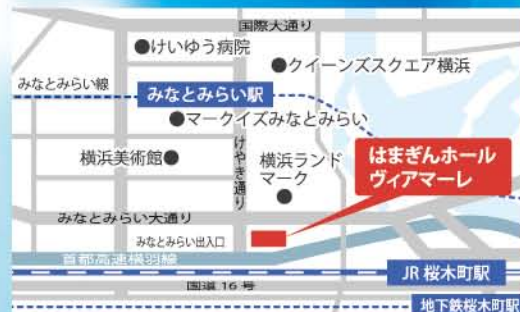 国際大通り
けいゆう病院
クイーンズスクエア横浜
みなとみらい線
みなとみらい駅
マークイズみなとみらい
けやき通り
横浜美術館
横浜ランド
マーク
はまぎんホール
ヴィアマーレ
みなとみらい大通り
みなとみらい出入口
首都高速横羽線
JR 桜木町駅
国道 16 号
地下鉄桜木町駅